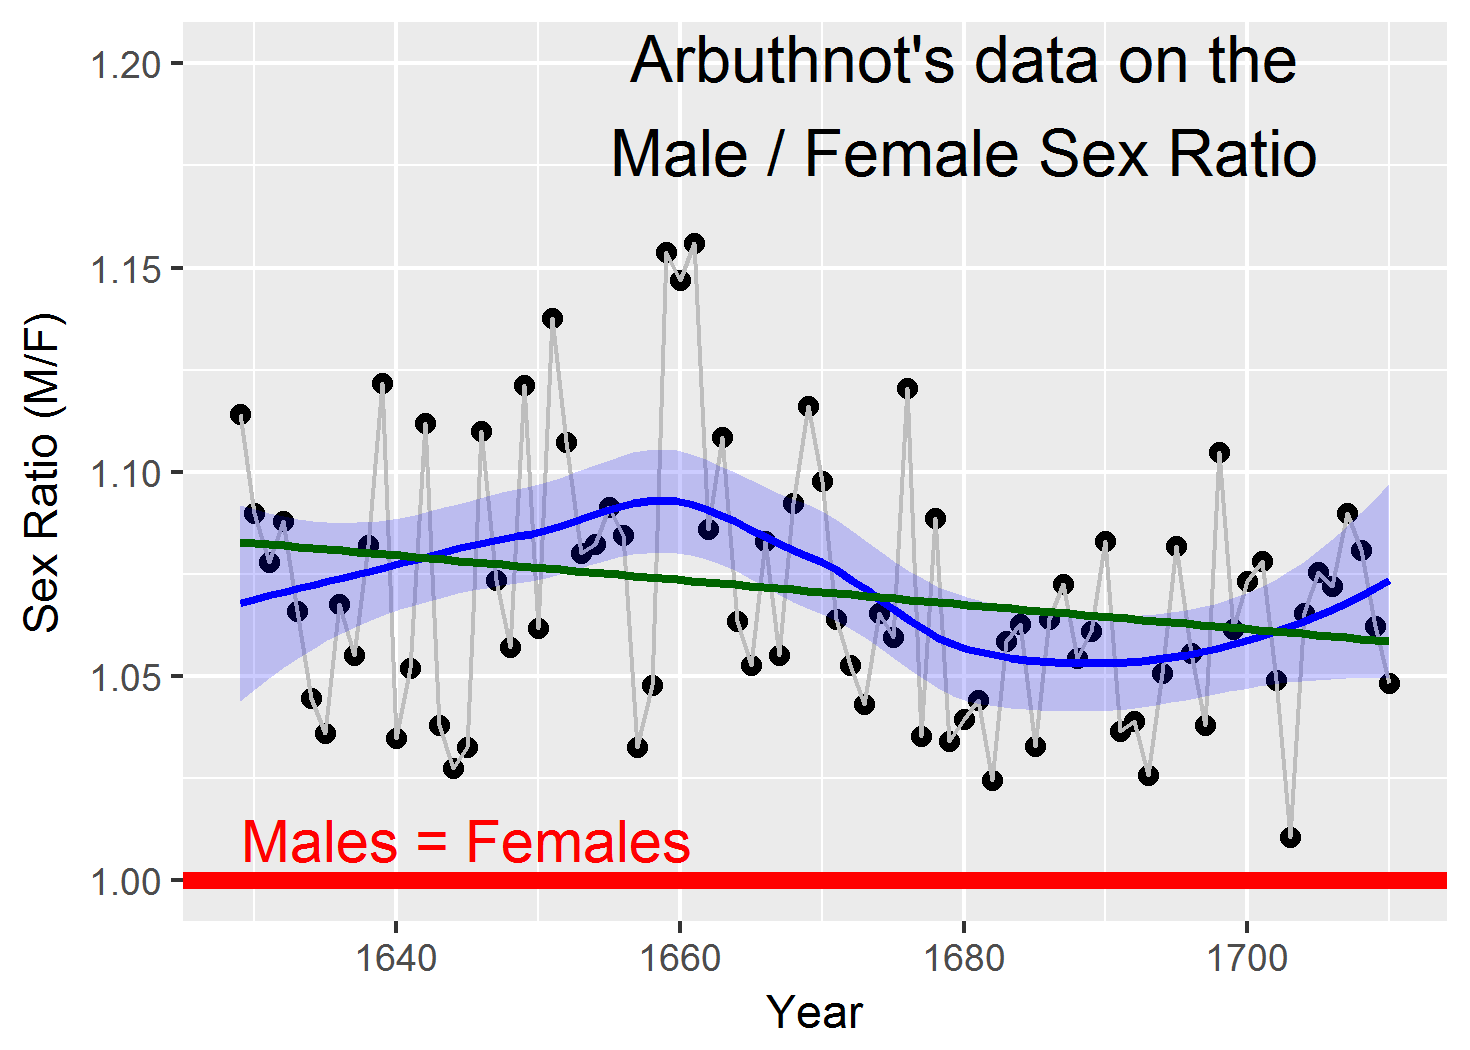 Arbuthnot's data on the
Male / Female Sex Ratio
1.20
1.15
1.10
1.05
1.00
Sex Ratio (M/F)
Males = Females
1640 1660 1680 1700
Year